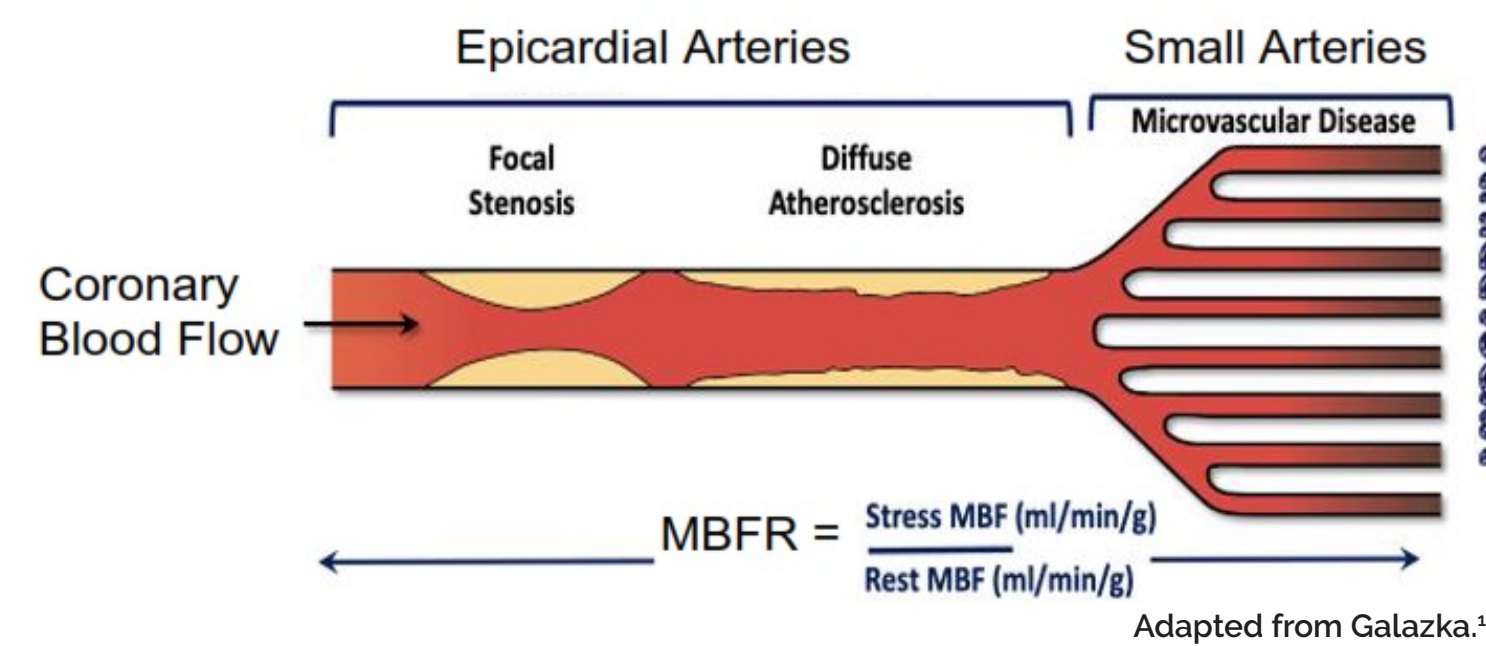 Epicardial Arteries
Small Arteries
Microvascular Disease
Focal
Stenosis
Diffuse
Atherosclerosis
Coronary
Blood Flow
MBFR =
Stress MBF (ml/min/g)
Rest MBF (ml/min/g)
Adapted from Galazka.¹